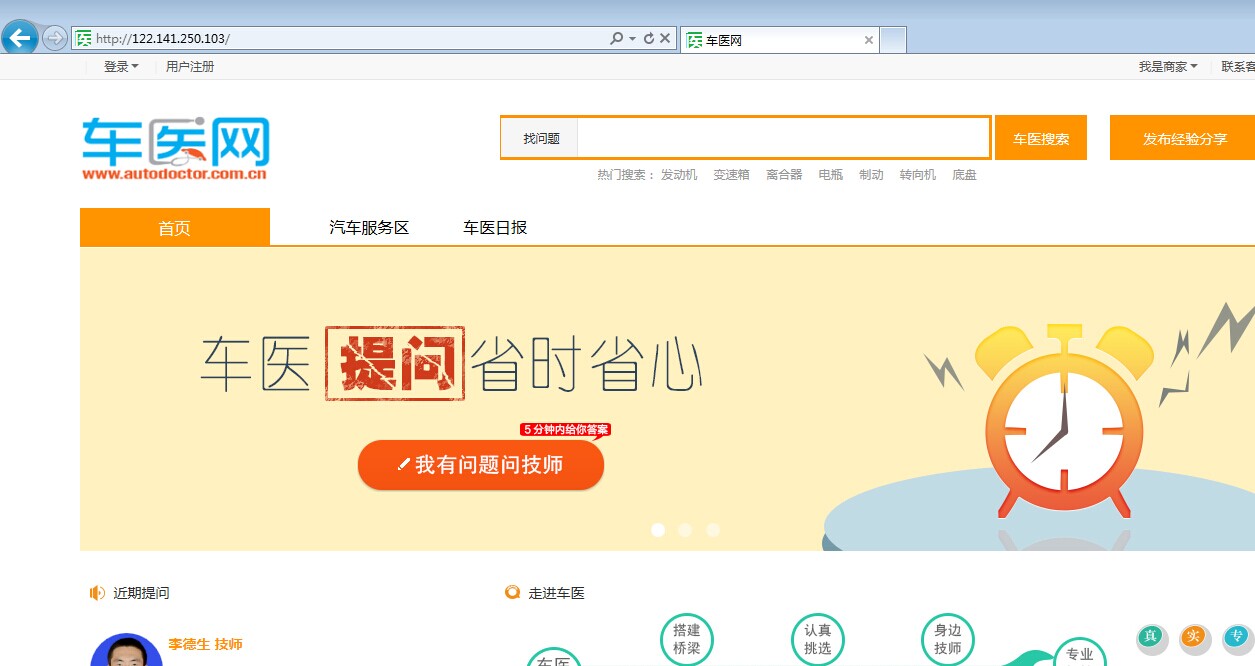 http://122.141.250.103/
车医网
登录
用户注册
我是商家
联系客
车医网
www.autodoctor.com.cn
找问题
车医搜索
发布经验分享
热门搜索： 发动机 变速箱 离合器 电瓶 制动 转向机 底盘
首页
汽车服务区
车医日报
车医提问省时省心
5 分钟内给你答案
我有问题问技师
近期提问
走进车医
李德生 技师
车医
搭建
桥梁
认真
挑选
身边
技师
专业
真
实
专